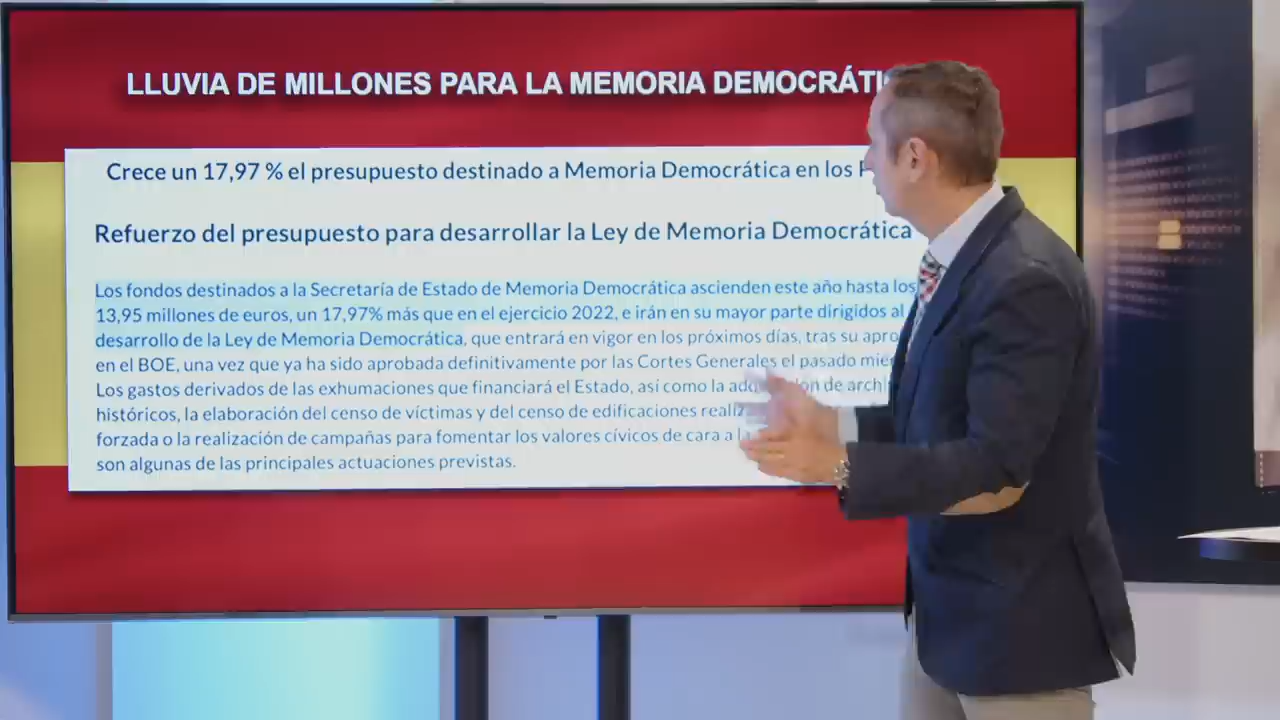 LLUVIA DE MILLONES PARA LA MEMORIA
Crece un 17,97 % el presupuesto destinado a Memoria Democrática en los
Refuerzo del presupuesto para desarrollar la Ley de Memoria Democrática
Los fondos destinados a la Secretaría de Estado de Memoria Democrática ascienden este año hasta los
13,95 millones de euros, un 17,97% más que en el ejercicio 2022, e irán en su mayor parte dirigidos al
desarrollo de la Ley de Memoria Democrática, que entrará en vigor en los próximos días, tras su
en el BOE, una vez que ya ha sido aprobada definitivamente por las Cortes Generales el pasado
Los gastos derivados de las exhumaciones que financiará el Estado, así como la de
históricos, la elaboración del censo de víctimas y del censo de edificaciones
forzada o la realización de campañas para fomentar los valores cívicos de cara a
son algunas de las principales actuaciones previstas.